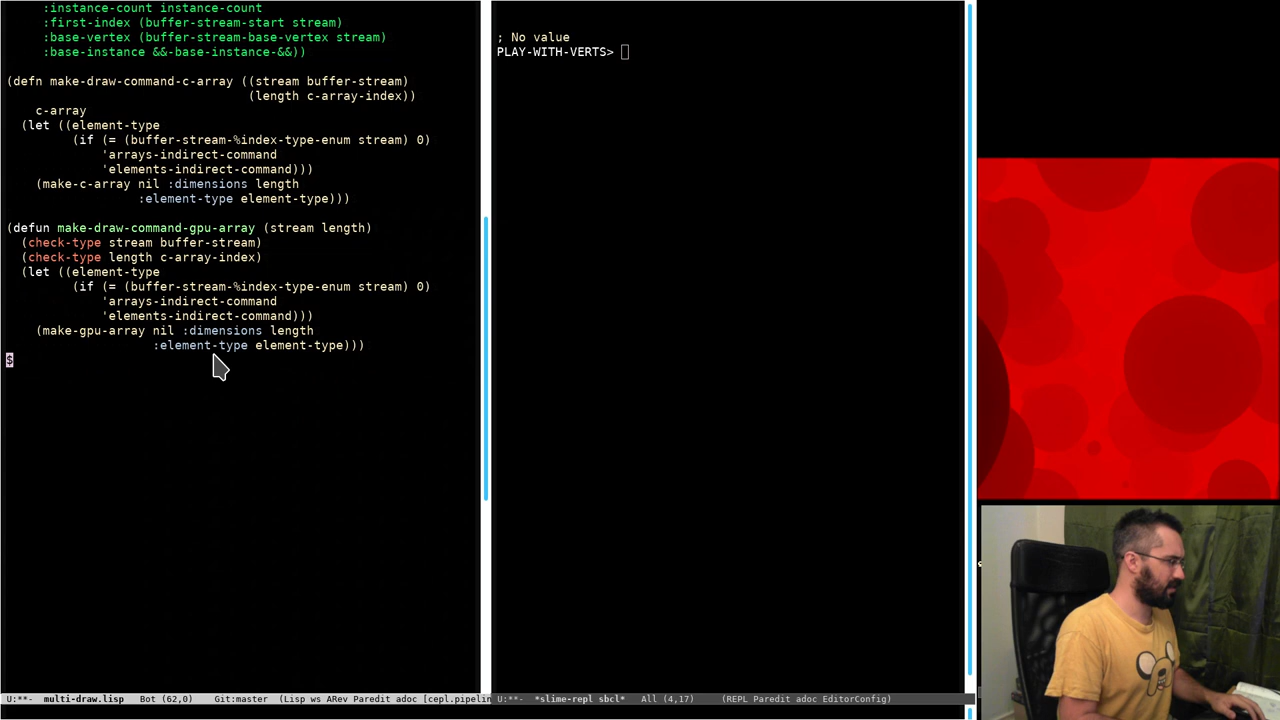 :instance-count instance-count
:first-index (buffer-stream-start stream)
:base-vertex (buffer-stream-base-vertex stream)
:base-instance &&-base-instance-&&))
(defn make-draw-command-c-array ((stream buffer-stream)
(length c-array-index))
c-array
(let ((element-type
(if (= (buffer-stream-%index-type-enum stream) 0)
'arrays-indirect-command
'elements-indirect-command)))
(make-c-array nil :dimensions length
:element-type element-type)))
(defun make-draw-command-gpu-array (stream length)
(check-type stream buffer-stream)
(check-type length c-array-index)
(let ((element-type
(if (= (buffer-stream-%index-type-enum stream) 0)
'arrays-indirect-command
'elements-indirect-command)))
(make-gpu-array nil :dimensions length
:element-type element-type)))
$
U:**- multi-draw.lisp Bot (62,0) Git:master (Lisp ws ARev Paredit adoc [cepl.pipelin
; No value
PLAY-WITH-VERTS>
U:**- *slime-repl sbcl* All (4,17) (REPL Paredit adoc EditorConfig)